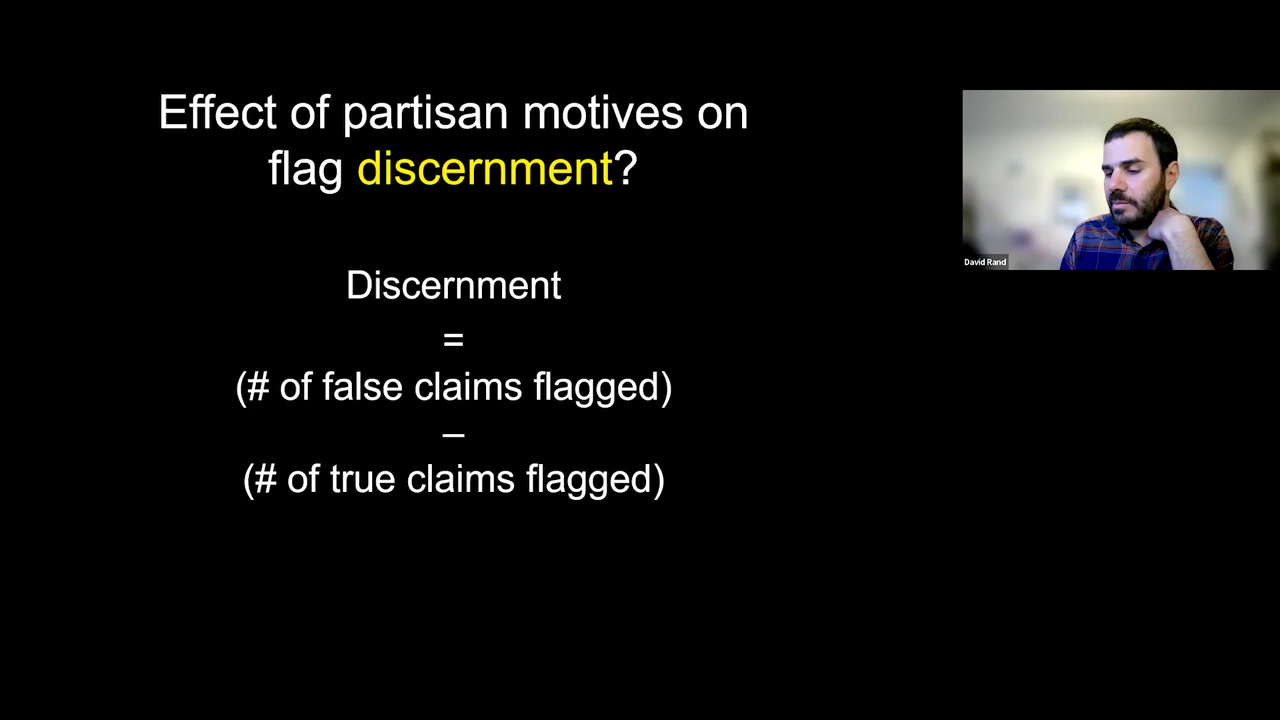 Effect of partisan motives on
flag discernment?
Discernment
=
(# of false claims flagged)
–
(# of true claims flagged)
David Rand